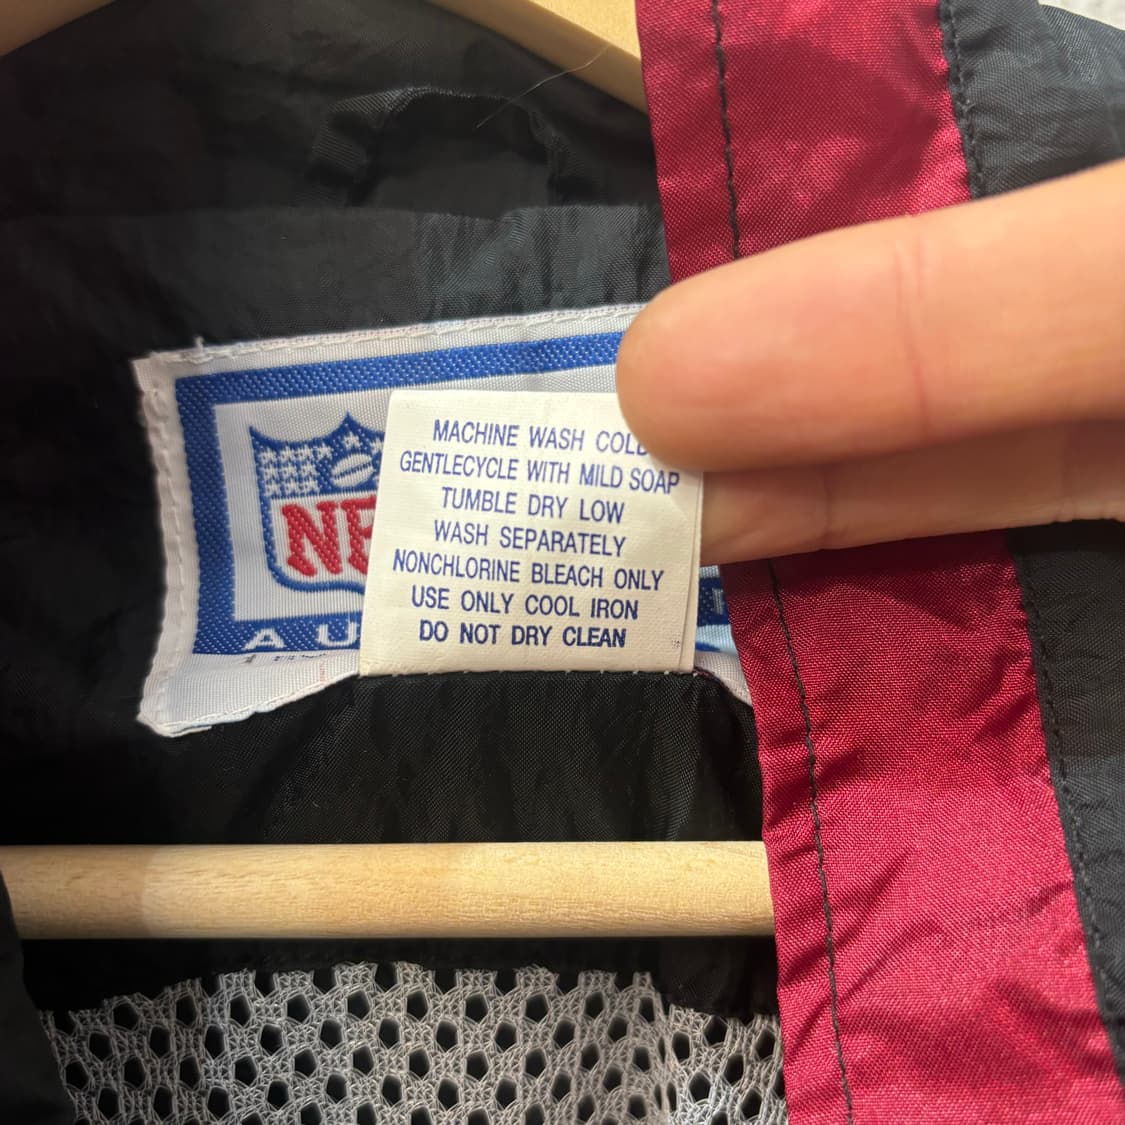 MACHINE WASH COLD
GENTLECYCLE WITH MILD SOAP
TUMBLE DRY LOW
WASH SEPARATELY
NONCHLORINE BLEACH ONLY
USE ONLY COOL IRON
DO NOT DRY CLEAN